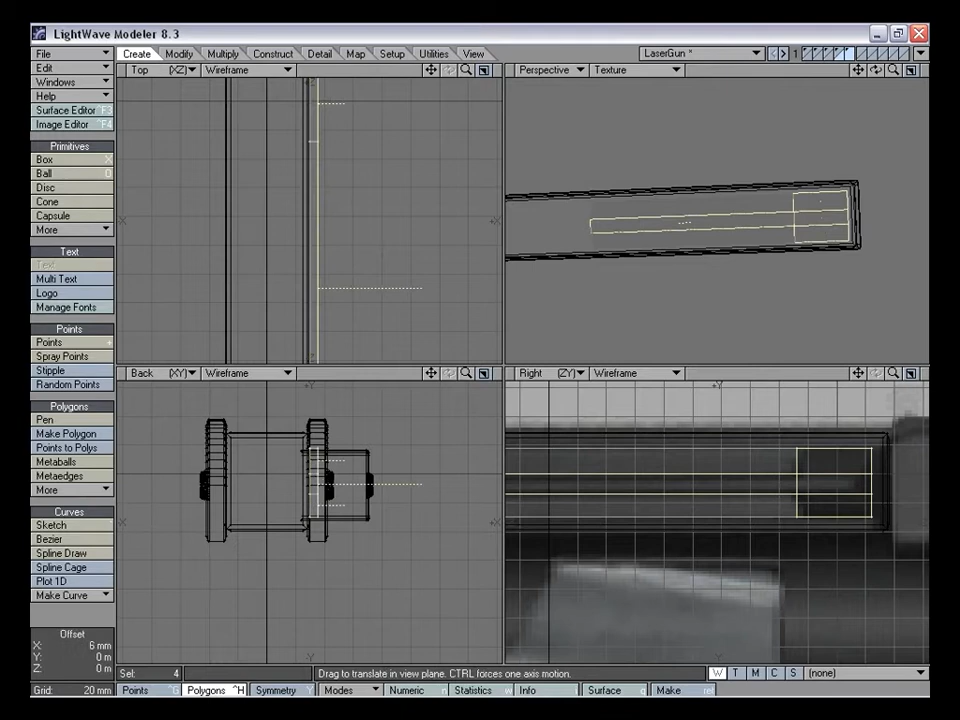 LightWave Modeler 8.3
File Create Modify Multiply Construct Detail Map Setup Utilities View LaserGun * 1
Edit Top (XZ) Wireframe Perspective Texture
Windows
Help
Surface Editor F3
Image Editor ^F4
Primitives
Box X
Ball O
Disc
Cone
Capsule
More
Text
Text
Multi Text
Logo
Manage Fonts
Points
Points +
Spray Points
Stipple Back (XY) Wireframe Right (ZY) Wireframe
Random Points
Polygons
Pen
Make Polygon
Points to Polys
Metaballs
Metaedges
More
Curves
Sketch
Bezier
Spline Draw
Spline Cage
Plot 1D
Make Curve
Offset
X: 6 mm
Y: 0 m
Z: 0 m
Sel: 4 Drag to translate in view plane. CTRL forces one axis motion. W T M C S (none)
Grid: 20 mm Points ^G Polygons ^H Symmetry Y Modes Numeric n Statistics w Info i Surface q Make ret